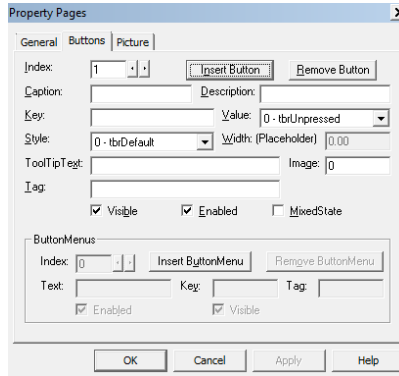 Property Pages
General Buttons Picture
Index: 1 Insert Button Remove Button
Caption: Description:
Key: Value: 0 - tbrUnpressed
Style: 0 - tbrDefault Width: (Placeholder) 0.00
ToolTipText: Image: 0
Tag:
Visible Enabled MixedState
ButtonMenus
Index: 0 Insert ButtonMenu Remove ButtonMenu
Text: Key: Tag:
Enabled Visible
OK Cancel Apply Help